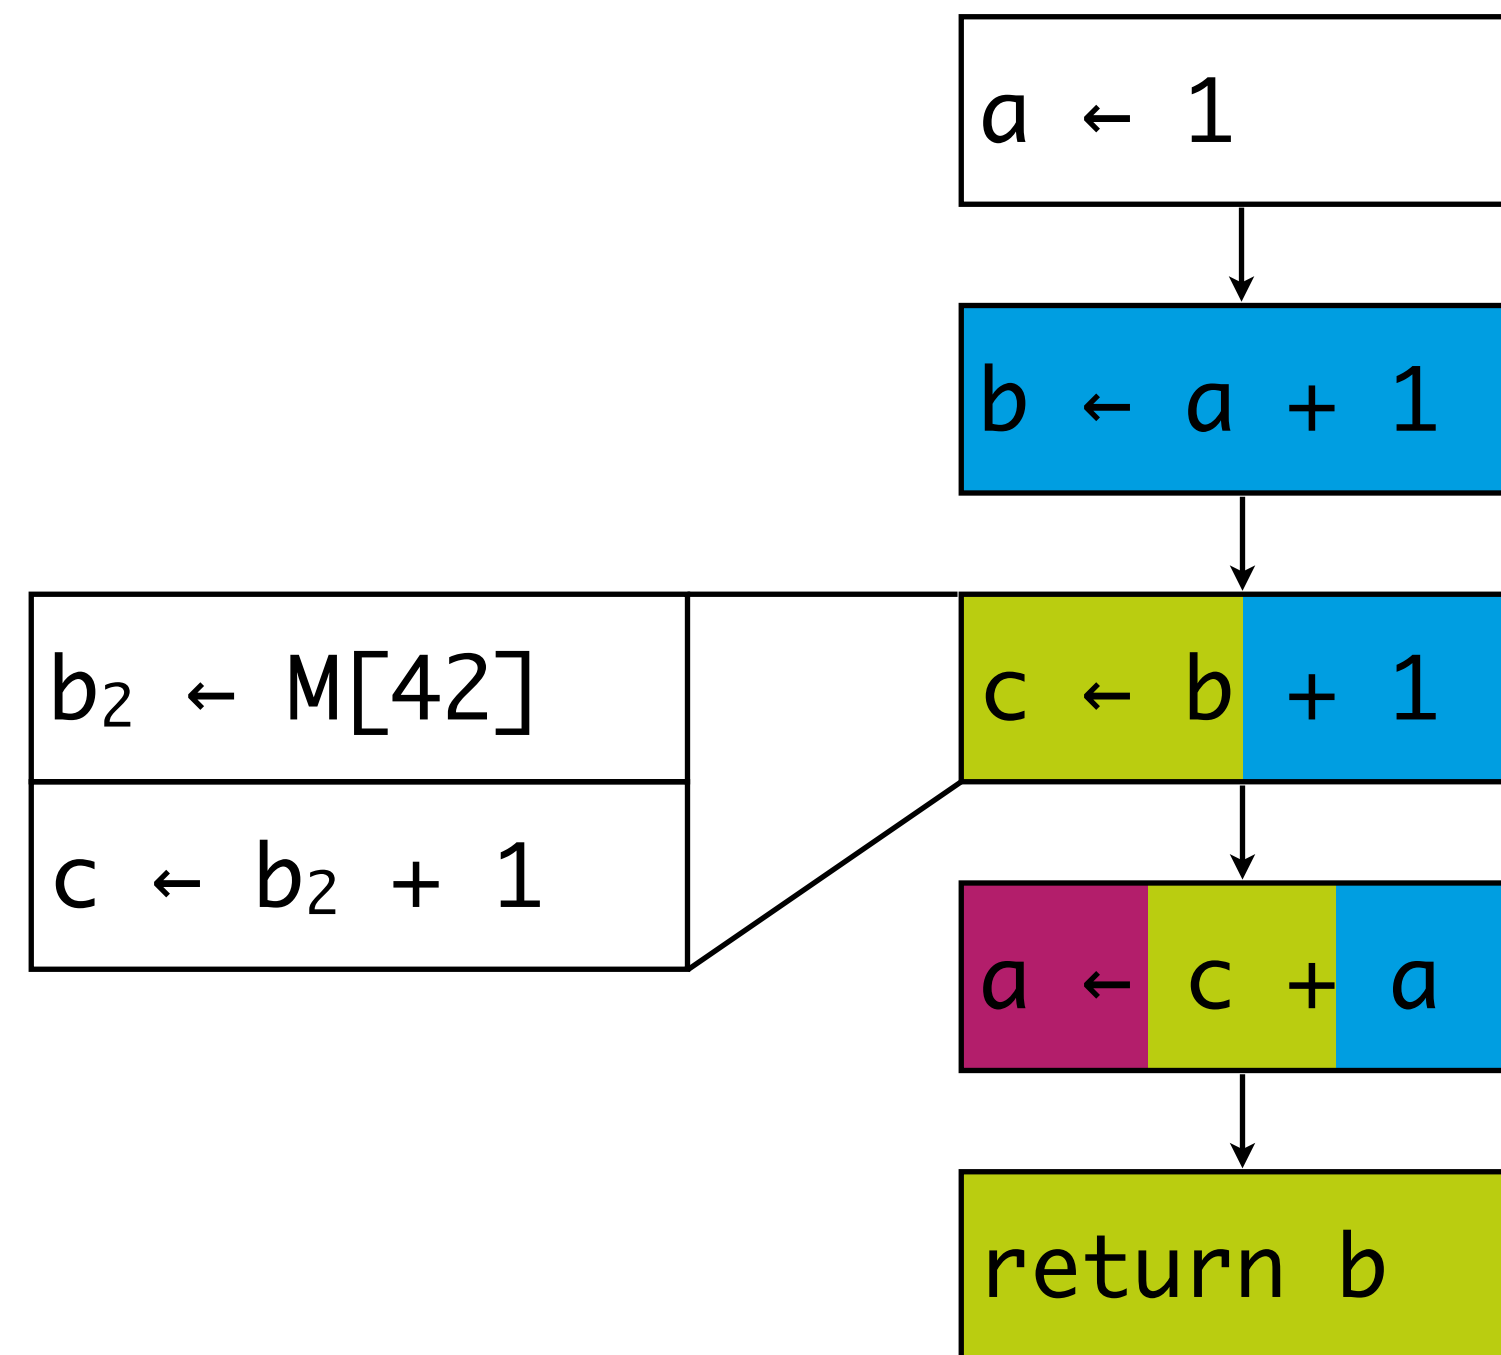 a ← 1
b ← a + 1
b₂ ← M[42]
c ← b₂ + 1
c ← b + 1
a ← c + a
return b